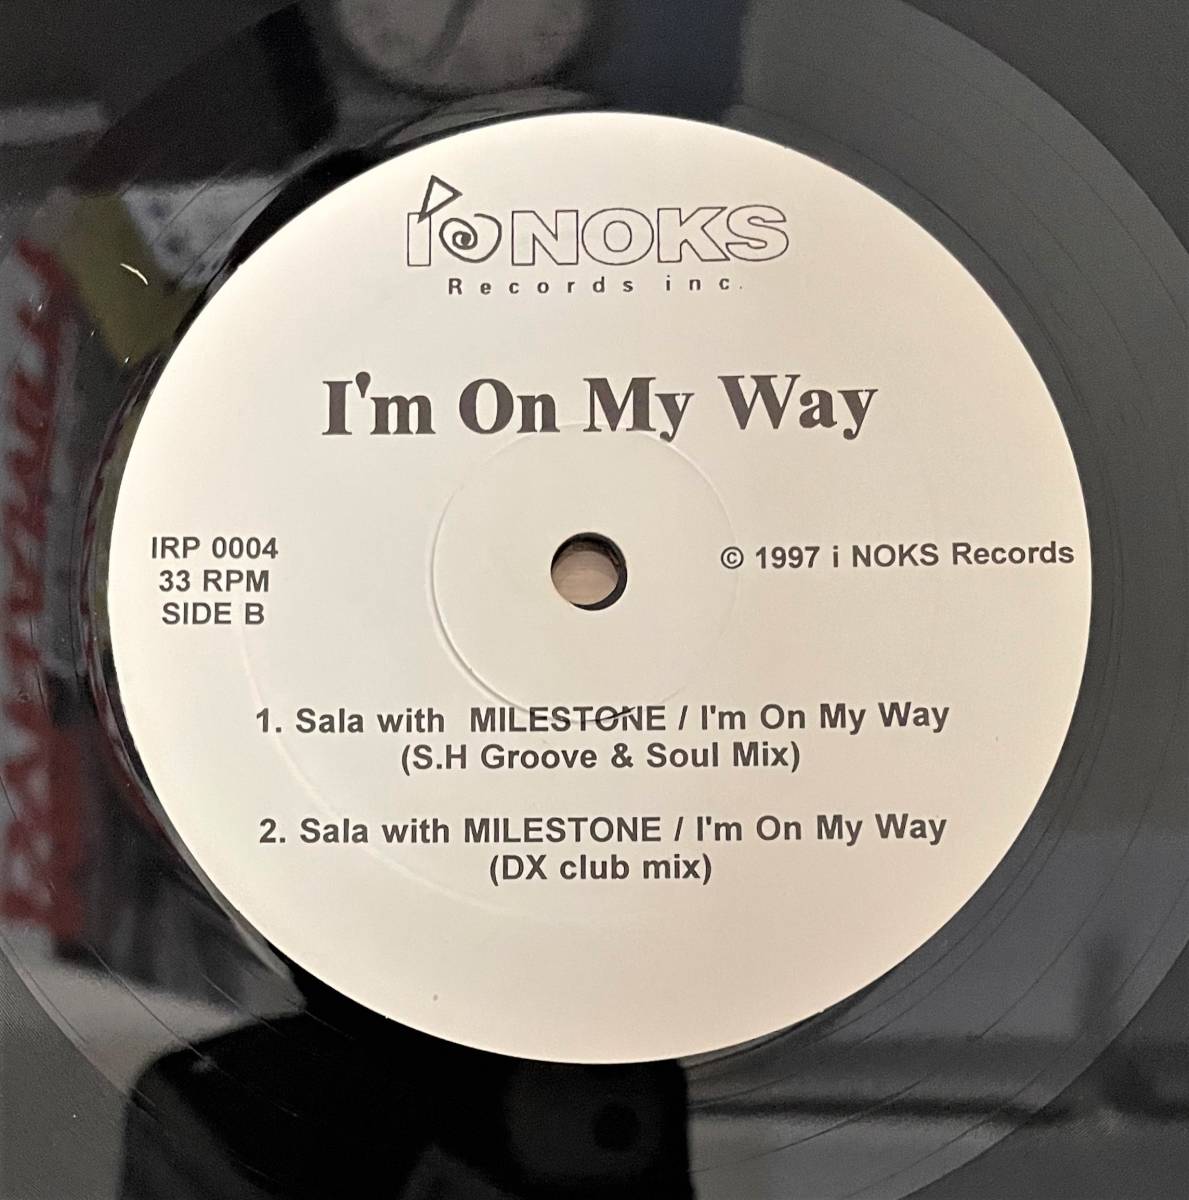 i NOKS
Records inc.
I'm On My Way
IRP 0004
33 RPM
SIDE B
© 1997 i NOKS Records
1. Sala with MILESTONE / I'm On My Way
(S.H Groove & Soul Mix)
2. Sala with MILESTONE / I'm On My Way
(DX club mix)